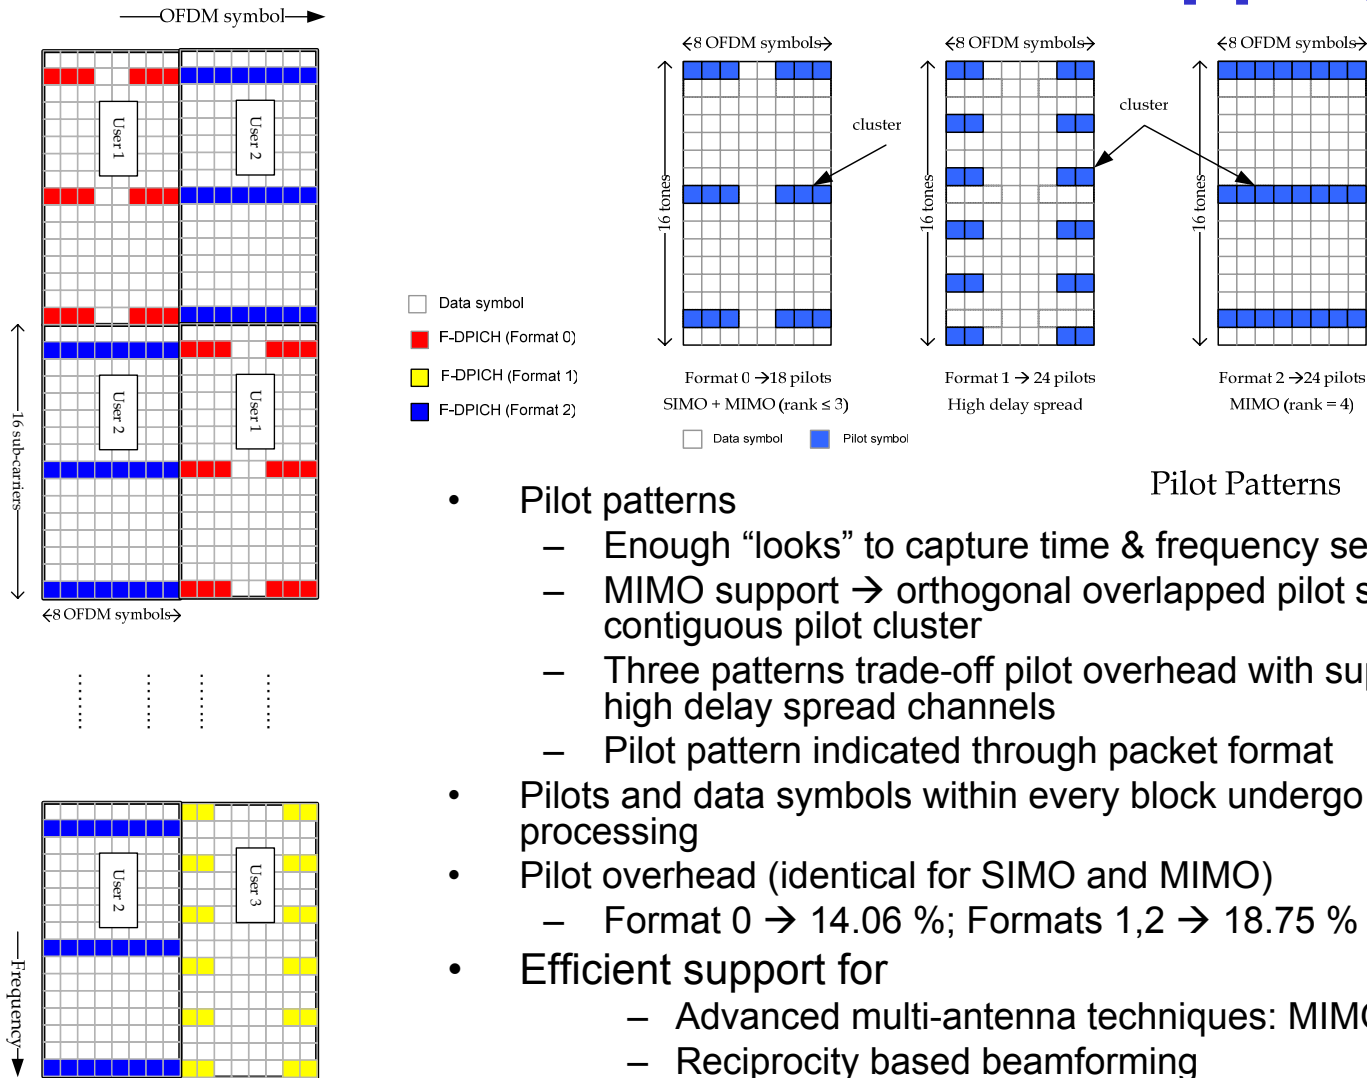 OFDM symbol
User 1
User 2
User 2
User 1
16 sub-carriers
8 OFDM symbols
User 2
User 3
Frequency
Data symbol
F-DPICH (Format 0)
F-DPICH (Format 1)
F-DPICH (Format 2)
8 OFDM symbols
8 OFDM symbols
8 OFDM symbols
cluster
cluster
16 tones
16 tones
16 tones
Format 0 → 18 pilots
SIMO + MIMO (rank ≤ 3)
Format 1 → 24 pilots
High delay spread
Format 2 → 24 pilots
MIMO (rank = 4)
Data symbol
Pilot symbol
Pilot Patterns
• Pilot patterns
– Enough “looks” to capture time & frequency se
– MIMO support → orthogonal overlapped pilot s
contiguous pilot cluster
– Three patterns trade-off pilot overhead with su
high delay spread channels
– Pilot pattern indicated through packet format
• Pilots and data symbols within every block undergo
processing
• Pilot overhead (identical for SIMO and MIMO)
– Format 0 → 14.06 %; Formats 1,2 → 18.75 %
• Efficient support for
– Advanced multi-antenna techniques: MIMO
– Reciprocity based beamforming